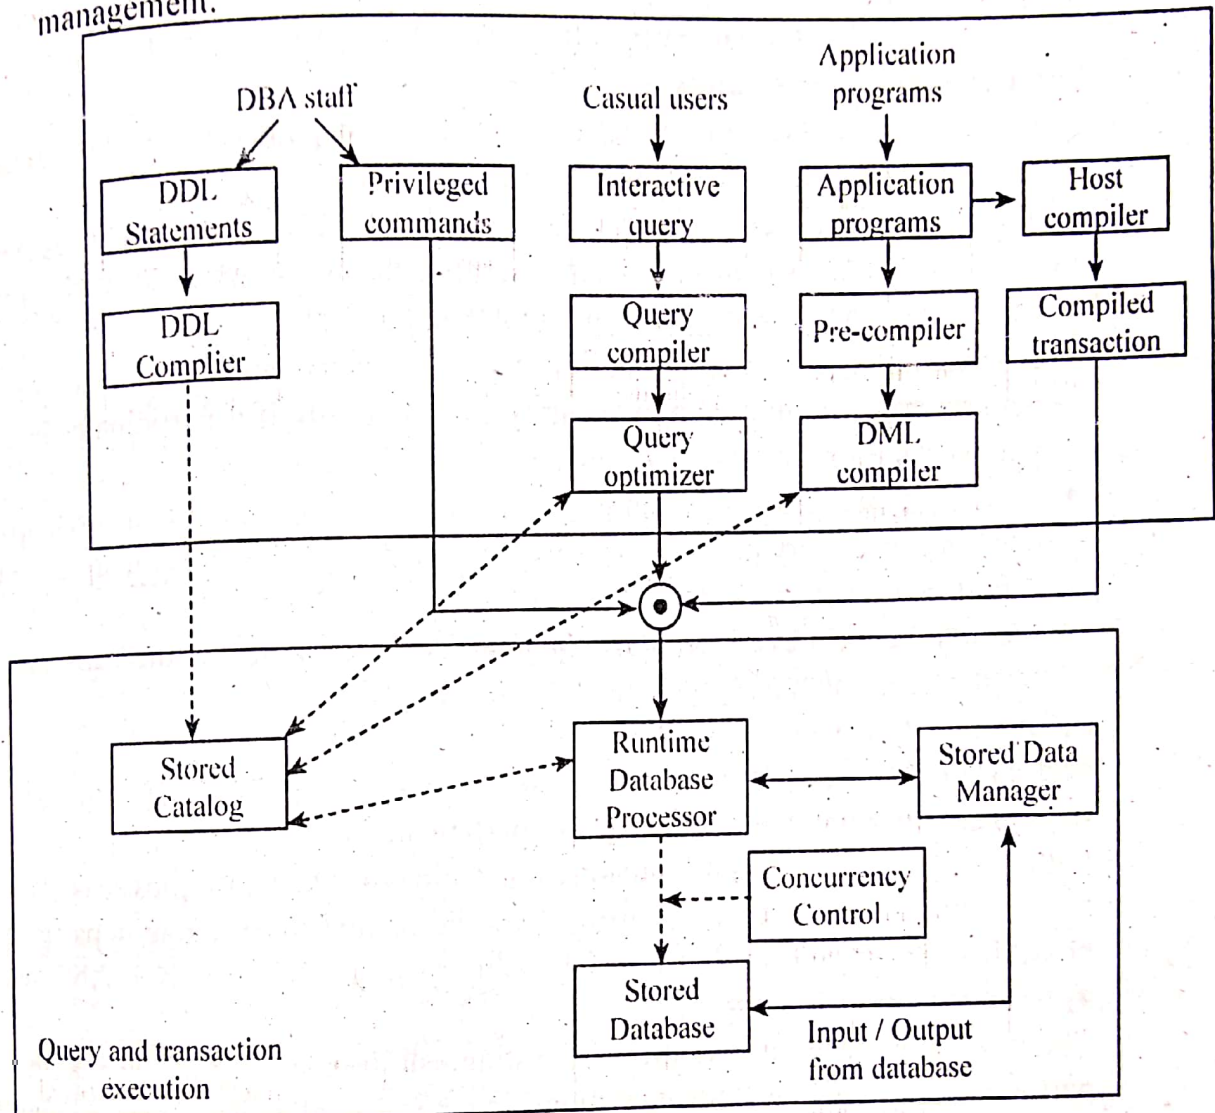 management.
DBA staff
Casual users
Application
programs
DDL
Statements
Privileged
commands
Interactive
query
Application
programs
Host
compiler
DDL
Complier
Query
compiler
Pre-compiler
Compiled
transaction
Query
optimizer
DML
compiler
Stored
Catalog
Runtime
Database
Processor
Stored Data
Manager
Concurrency
Control
Stored
Database
Input / Output
from database
Query and transaction
execution